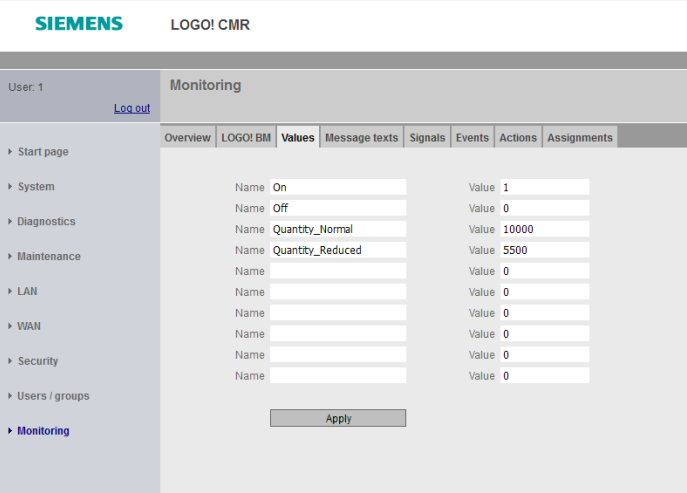 SIEMENS LOGO! CMR
User: 1
Log out
Monitoring
Overview LOGO! BM Values Message texts Signals Events Actions Assignments
Start page
System
Diagnostics
Maintenance
LAN
WAN
Security
Users / groups
Monitoring
Name On Value 1
Name Off Value 0
Name Quantity_Normal Value 10000
Name Quantity_Reduced Value 5500
Name Value 0
Name Value 0
Name Value 0
Name Value 0
Name Value 0
Name Value 0
Apply